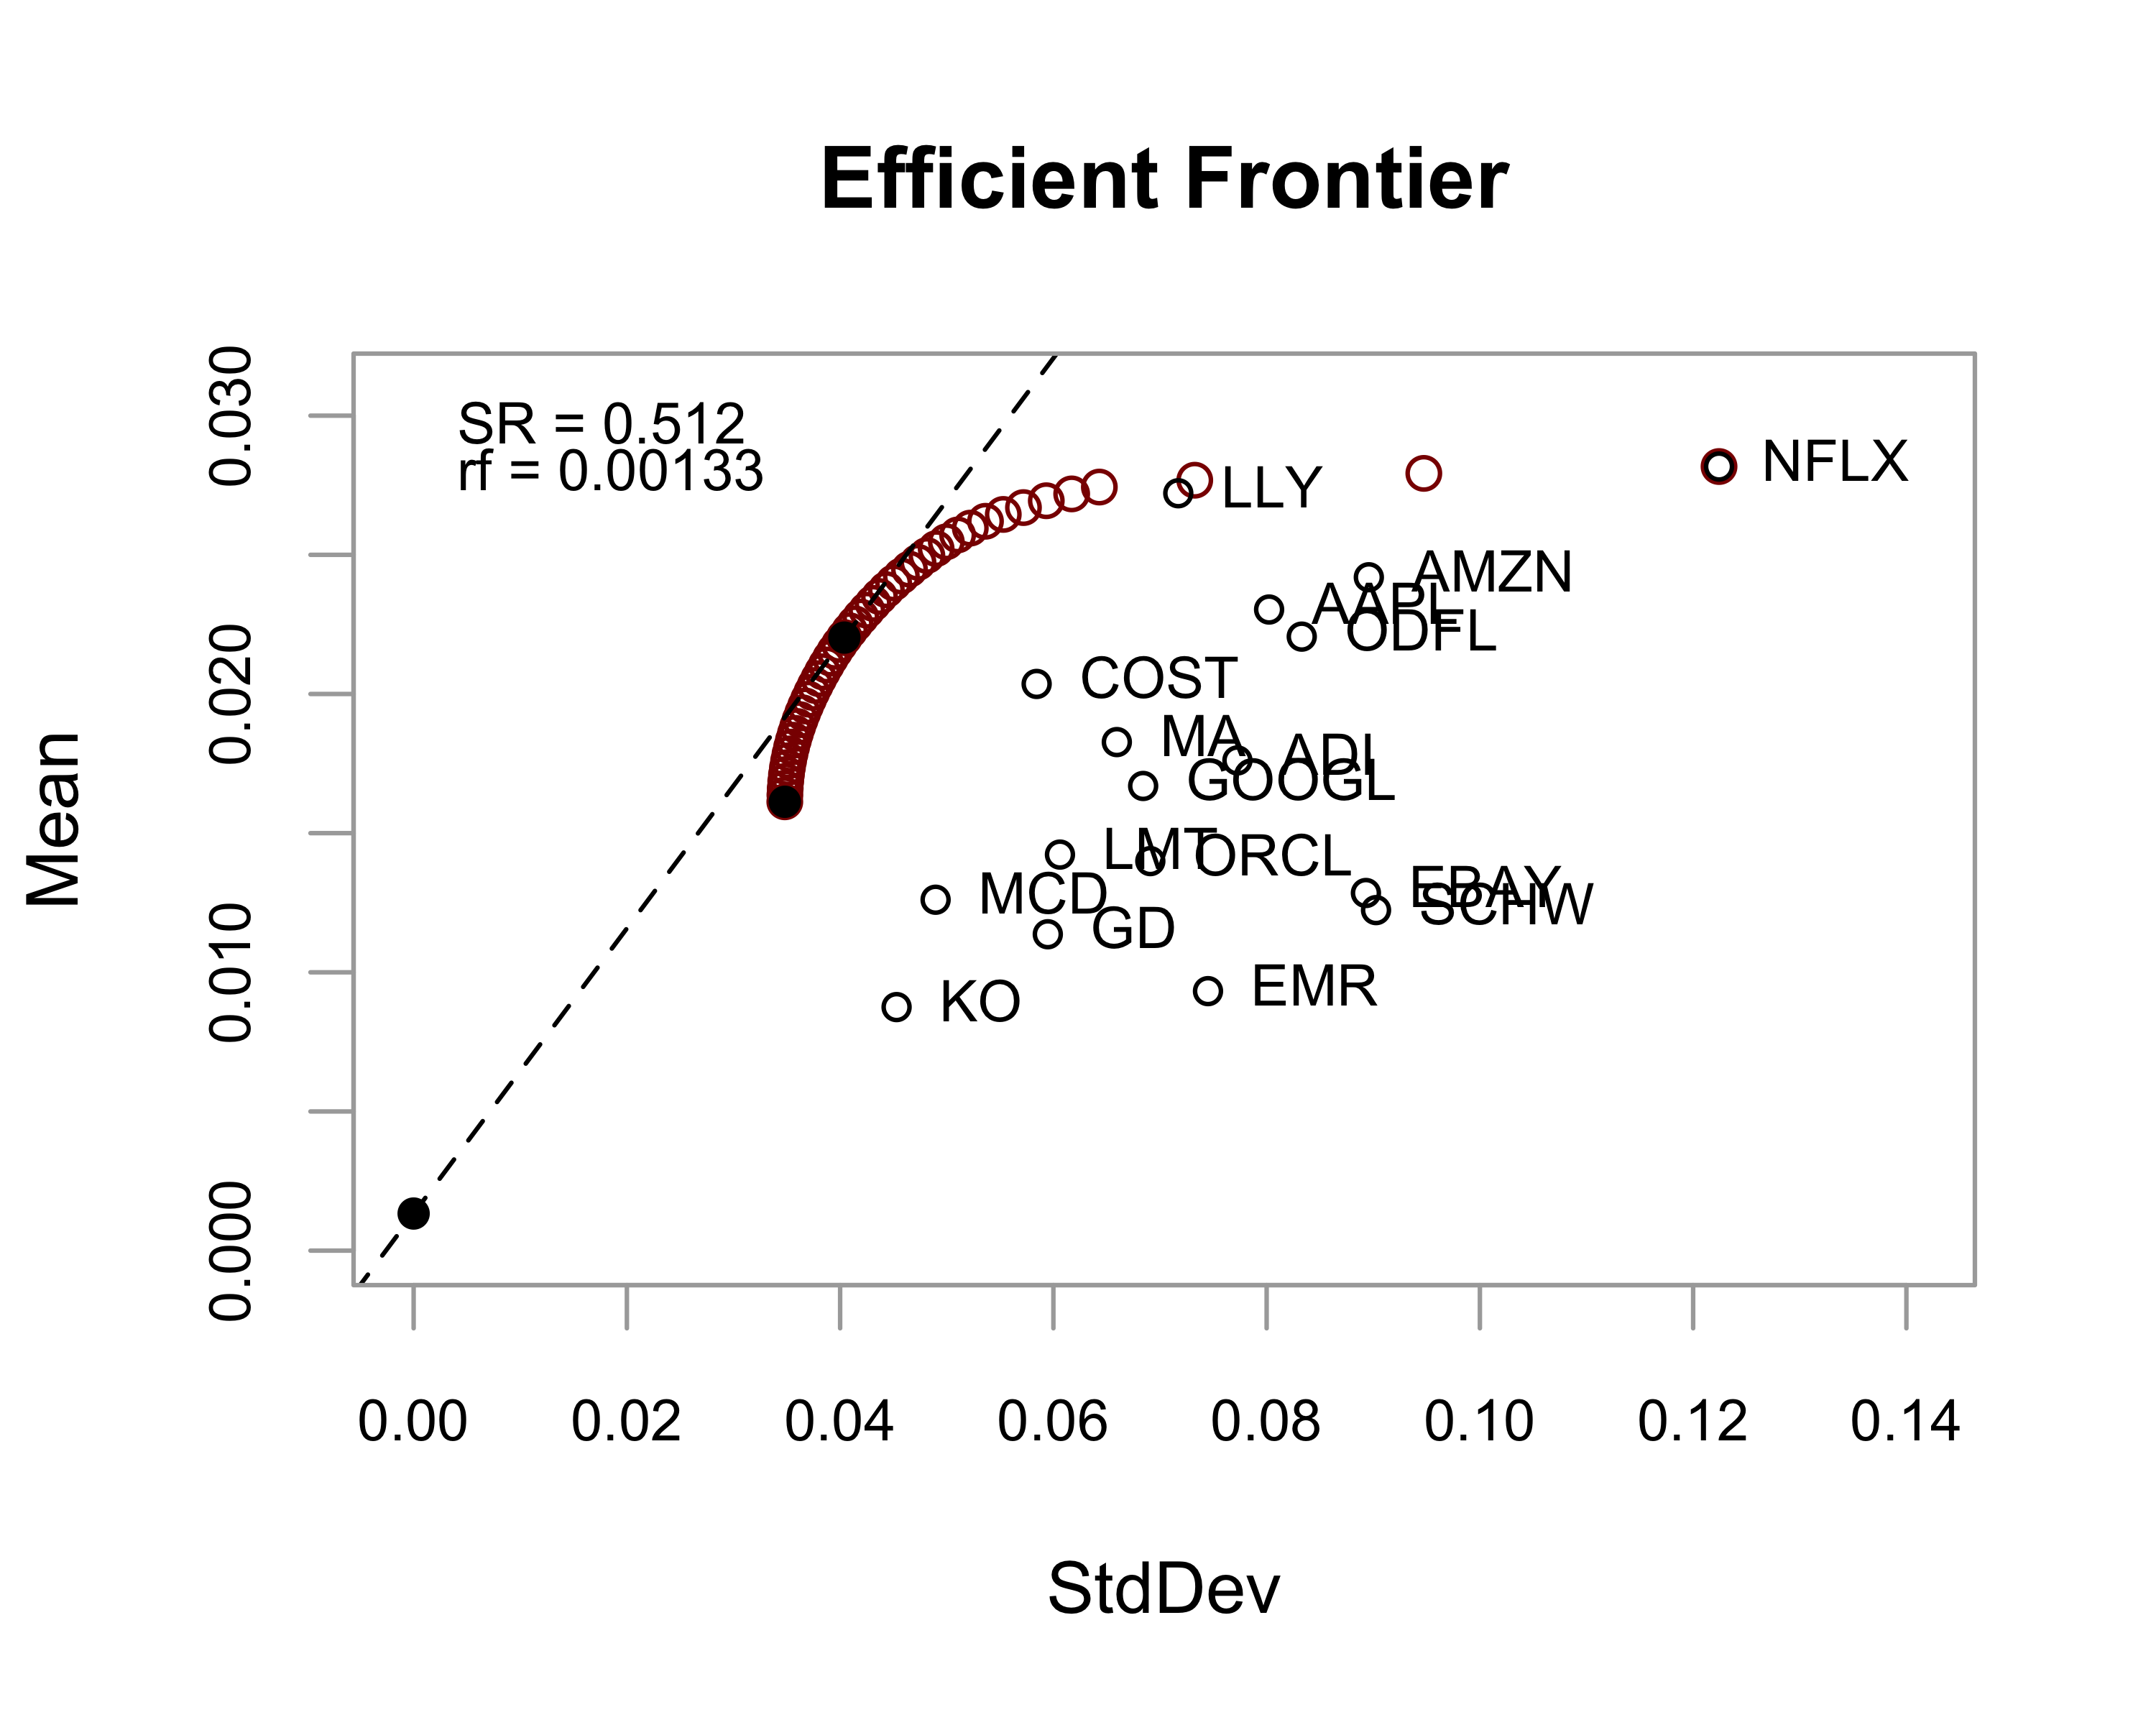 Efficient Frontier
Mean
0.030
0.020
0.010
0.000
SR = 0.512
rf = 0.00133
NFLX
LLY
AMZN
ODFL
COST
MA
ADI
GOOGL
LMT
ORCL
MCD
EBAY
SCHW
GD
EMR
KO
0.00 0.02 0.04 0.06 0.08 0.10 0.12 0.14
StdDev